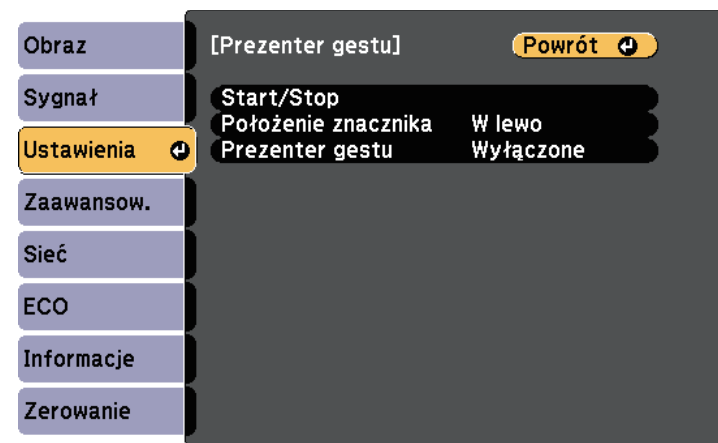 Obraz
Sygnał
Ustawienia
Zaawansow.
Sieć
ECO
Informacje
Zerowanie
[Prezenter gestu] Powrót
Start/Stop
Położenie znacznika W lewo
Prezenter gestu Wyłączone